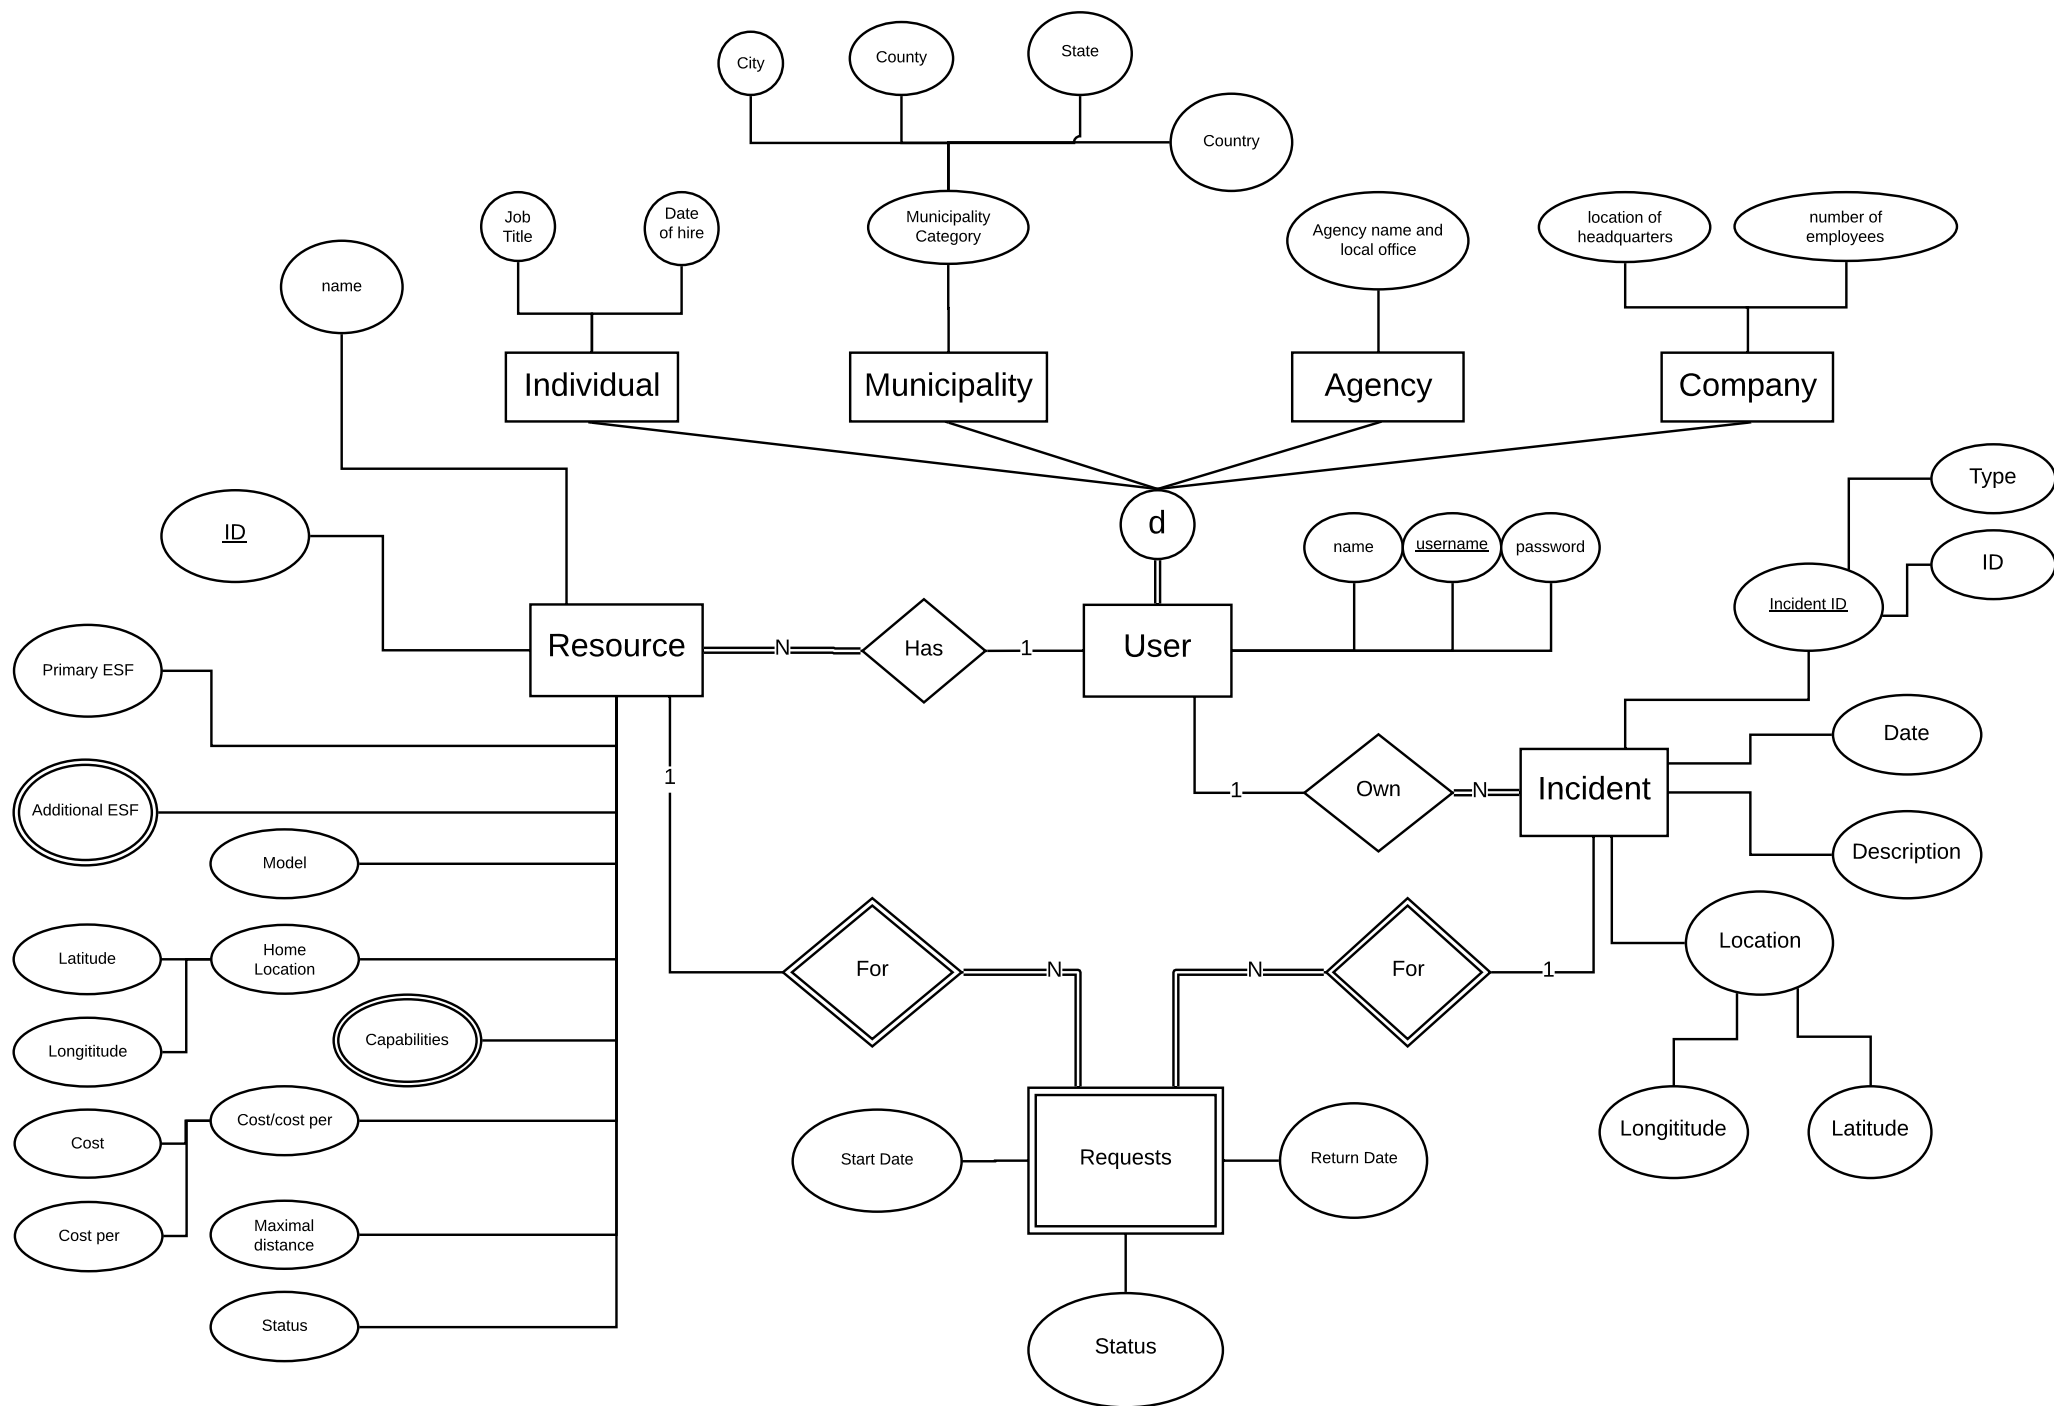 City
County
State
Country
Job
Title
Date
of hire
Municipality
Category
Agency name and
local office
location of
headquarters
number of
employees
name
Individual
Municipality
Agency
Company
Type
ID
d
name
username
password
ID
Incident ID
Resource
N
Has
1
User
Primary ESF
Date
1
1
Own
N
Incident
Additional ESF
Description
Model
Location
Latitude
Home
Location
For
N
N
For
1
Longititude
Capabilities
Cost/cost per
Cost
Longititude
Latitude
Start Date
Requests
Return Date
Cost per
Maximal
distance
Status
Status